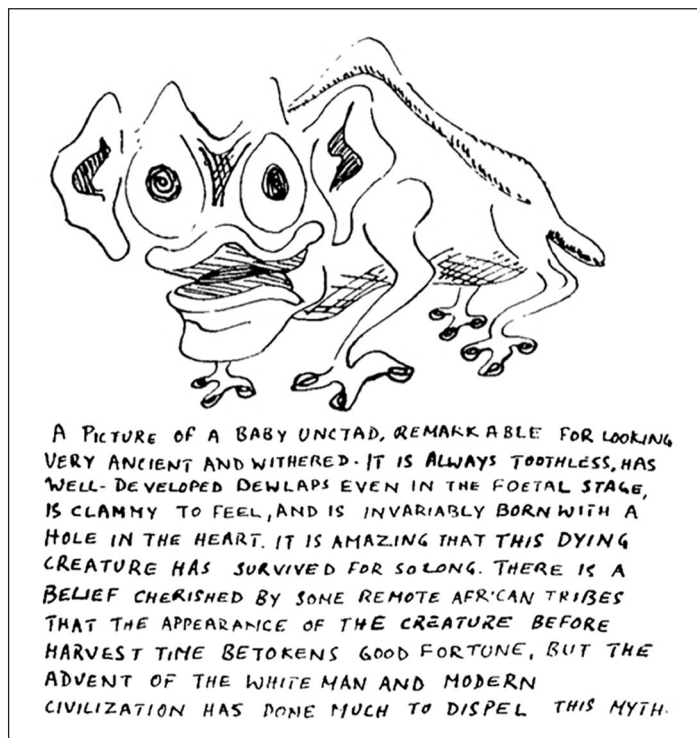 A PICTURE OF A BABY UNCTAD, REMARKABLE FOR LOOKING
VERY ANCIENT AND WITHERED. IT IS ALWAYS TOOTHLESS, HAS
WELL-DEVELOPED DEWLAPS EVEN IN THE FOETAL STAGE,
IS CLAMMY TO FEEL, AND IS INVARIABLY BORN WITH A
HOLE IN THE HEART. IT IS AMAZING THAT THIS DYING
CREATURE HAS SURVIVED FOR SO LONG. THERE IS A
BELIEF CHERISHED BY SOME REMOTE AFRICAN TRIBES
THAT THE APPEARANCE OF THE CREATURE BEFORE
HARVEST TIME BETOKENS GOOD FORTUNE, BUT THE
ADVENT OF THE WHITE MAN AND MODERN
CIVILIZATION HAS DONE MUCH TO DISPEL THIS MYTH.